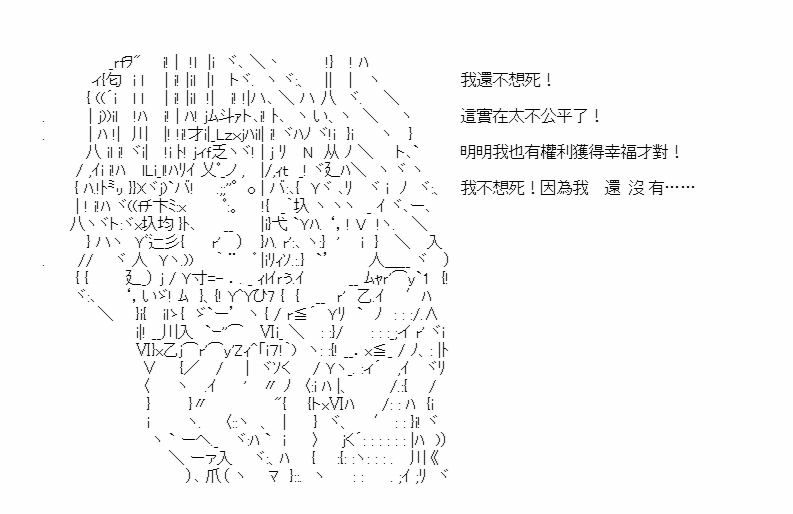 我還不想死！
這實在太不公平了！
明明我也有權利獲得幸福才對！
我不想死！因為我　還 沒 有……